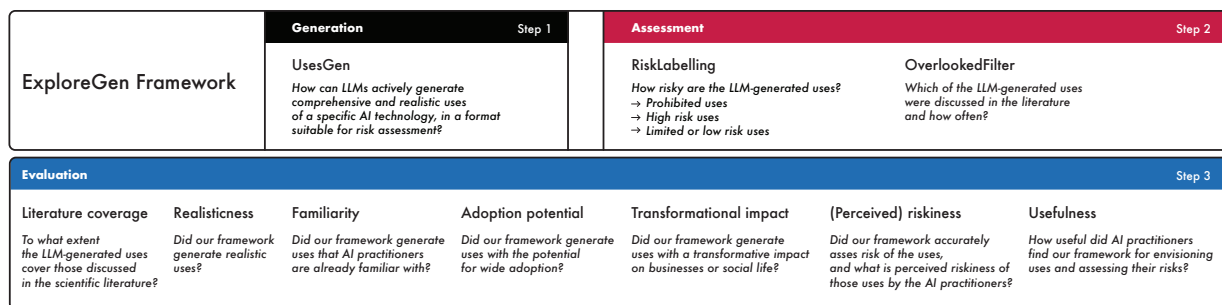 ExploreGen Framework
Generation
Step 1
UsesGen
How can LLMs actively generate
comprehensive and realistic uses
of a specific AI technology, in a format
suitable for risk assessment?
Assessment
Step 2
RiskLabelling
How risky are the LLM-generated uses?
→ Prohibited uses
→ High risk uses
→ Limited or low risk uses
OverlookedFilter
Which of the LLM-generated uses
were discussed in the literature
and how often?
Evaluation
Step 3
Literature coverage
To what extent
the LLM-generated uses
cover those discussed
in the scientific literature?
Realisticness
Did our framework
generate realistic
uses?
Familiarity
Did our framework generate
uses that AI practitioners
are already familiar with?
Adoption potential
Did our framework generate
uses with the potential
for wide adoption?
Transformational impact
Did our framework generate
uses with a transformative impact
on businesses or social life?
(Perceived) riskiness
Did our framework accurately
asses risk of the uses,
and what is perceived riskiness of
those uses by the AI practitioners?
Usefulness
How useful did AI practitioners
find our framework for envisioning
uses and assessing their risks?